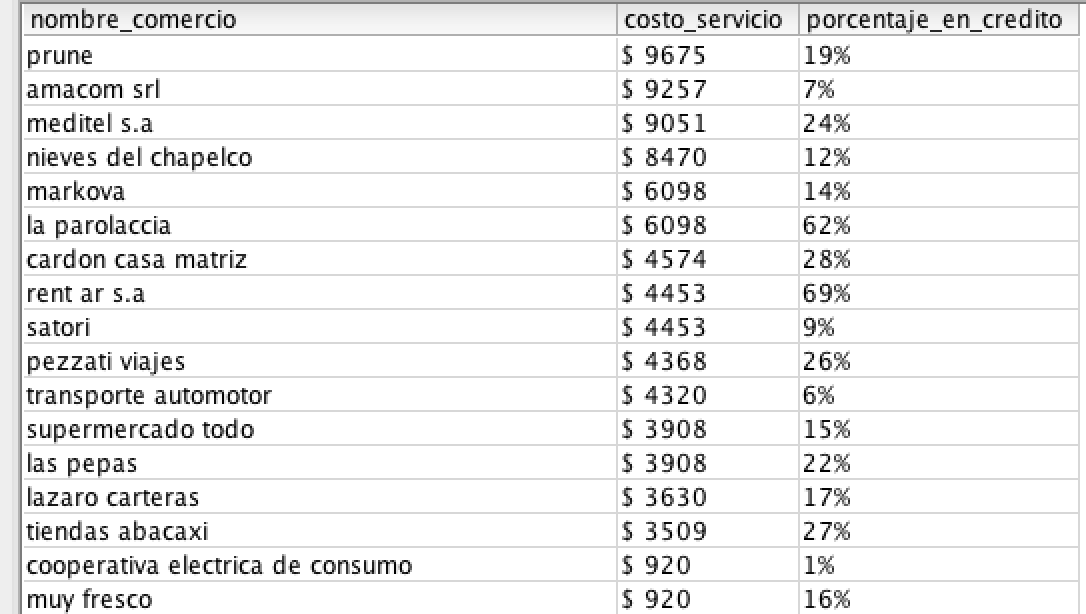 nombre_comercio costo_servicio porcentaje_en_credito
prune $ 9675 19%
amacom srl $ 9257 7%
meditel s.a $ 9051 24%
nieves del chapelco $ 8470 12%
markova $ 6098 14%
la parolaccia $ 6098 62%
cardon casa matriz $ 4574 28%
rent ar s.a $ 4453 69%
satori $ 4453 9%
pezzati viajes $ 4368 26%
transporte automotor $ 4320 6%
supermercado todo $ 3908 15%
las pepas $ 3908 22%
lazaro carteras $ 3630 17%
tiendas abacaxi $ 3509 27%
cooperativa electrica de consumo $ 920 1%
muy fresco $ 920 16%